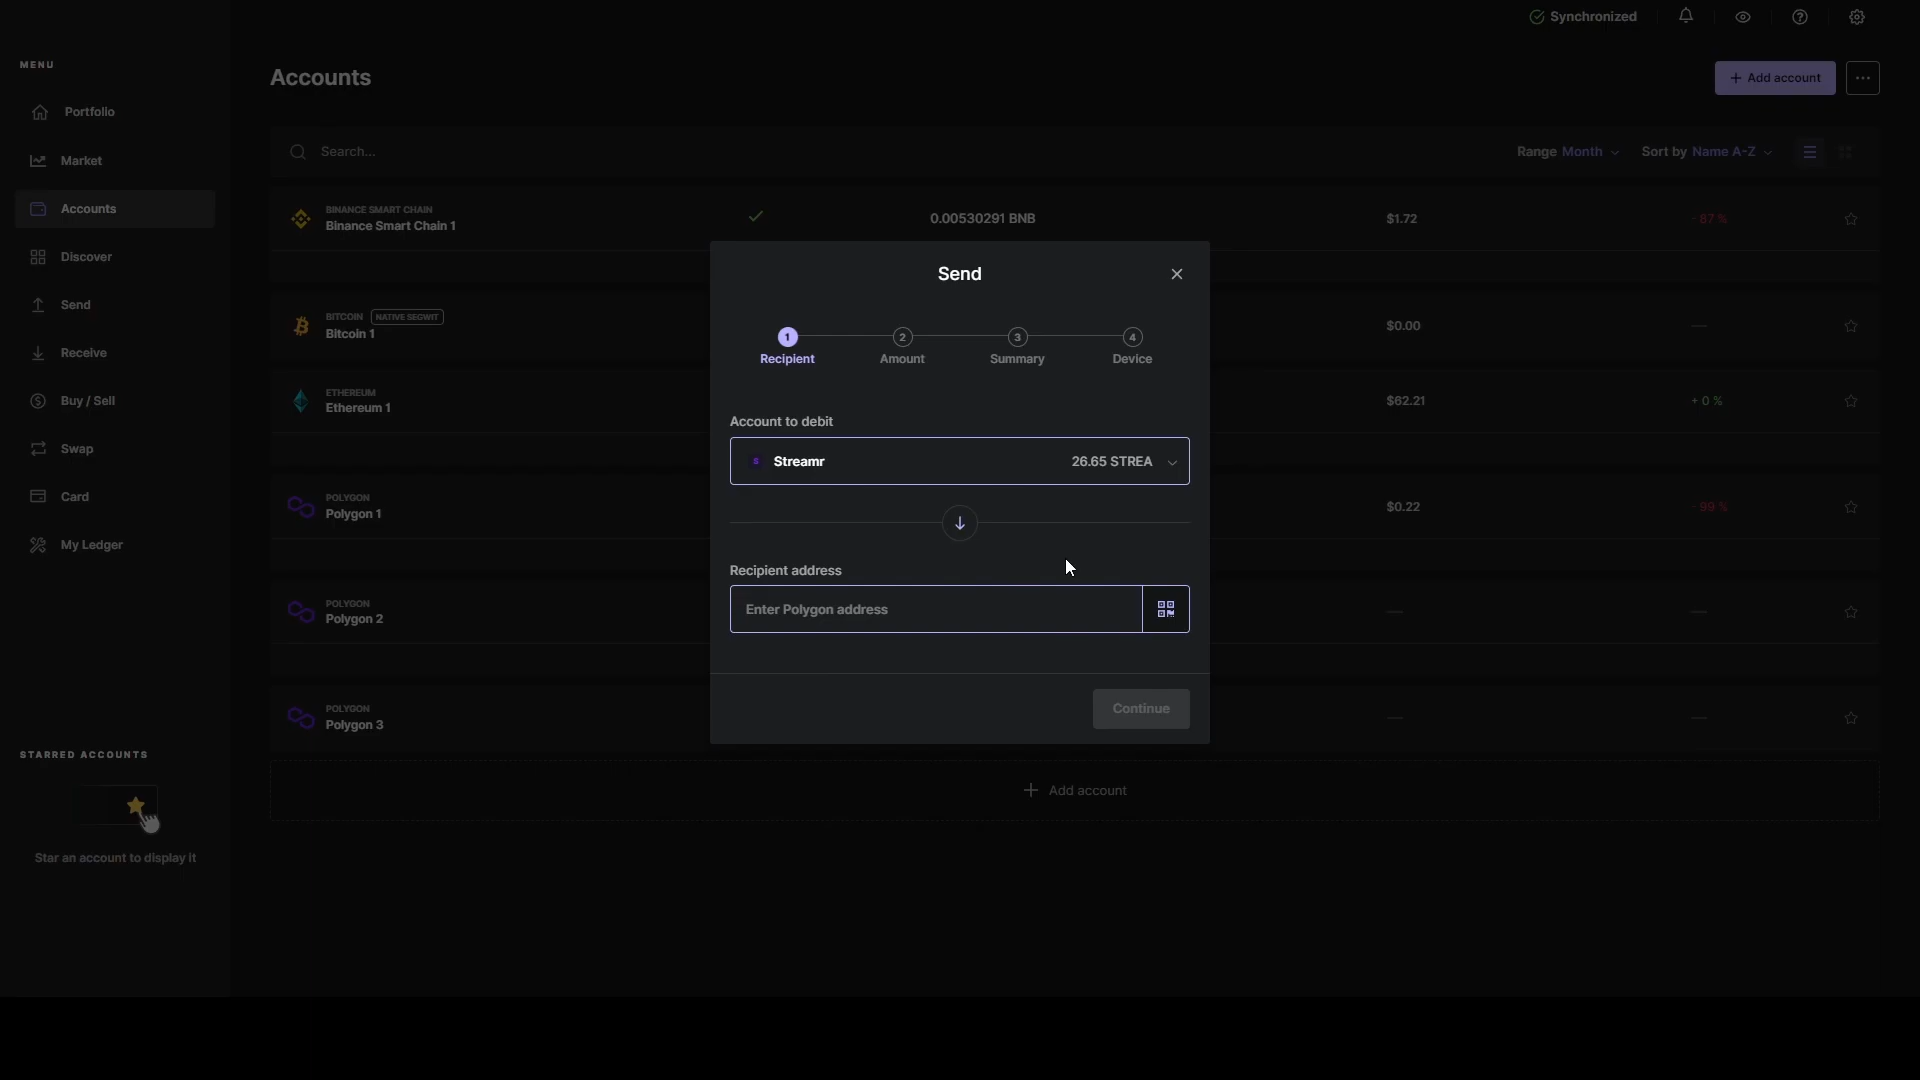 Synchronized
MENU
Portfolio
Market
Accounts
Discover
Send
Receive
Buy / Sell
Swap
Card
My Ledger
STARRED ACCOUNTS
Star an account to display it
Accounts
+ Add account
Search...
Range Month
Sort by Name A-Z
BINANCE SMART CHAIN
Binance Smart Chain 1
0.00530291 BNB
$1.72
- 87 %
BITCOIN NATIVE SEGWIT
Bitcoin 1
$0.00
—
ETHEREUM
Ethereum 1
$62.21
+ 0 %
POLYGON
Polygon 1
$0.22
- 99 %
POLYGON
Polygon 2
—
—
POLYGON
Polygon 3
—
—
+ Add account
Send
1
2
3
4
Recipient
Amount
Summary
Device
Account to debit
S
Streamr
26.65 STREA
Recipient address
Enter Polygon address
Continue